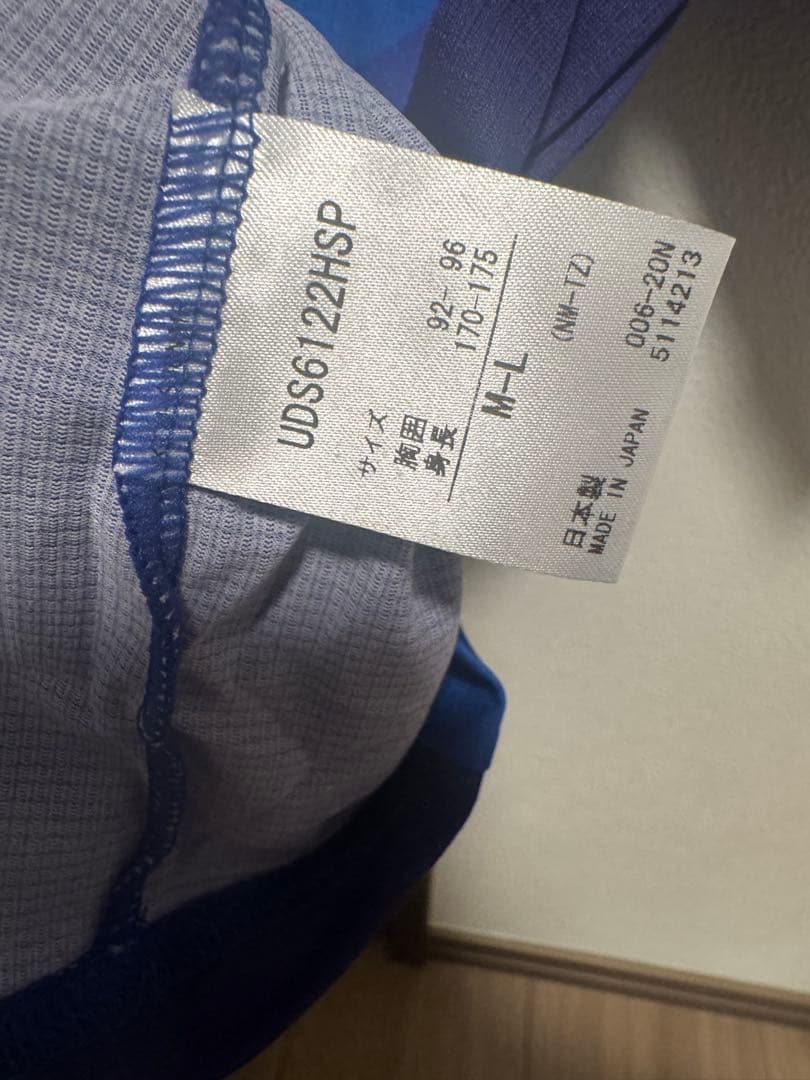 UDS6122HSP
サイズ
胸囲 92- 96
身長 170-175
M-L
(NM-TZ)
日本製
MADE IN JAPAN
006-20N
5114213